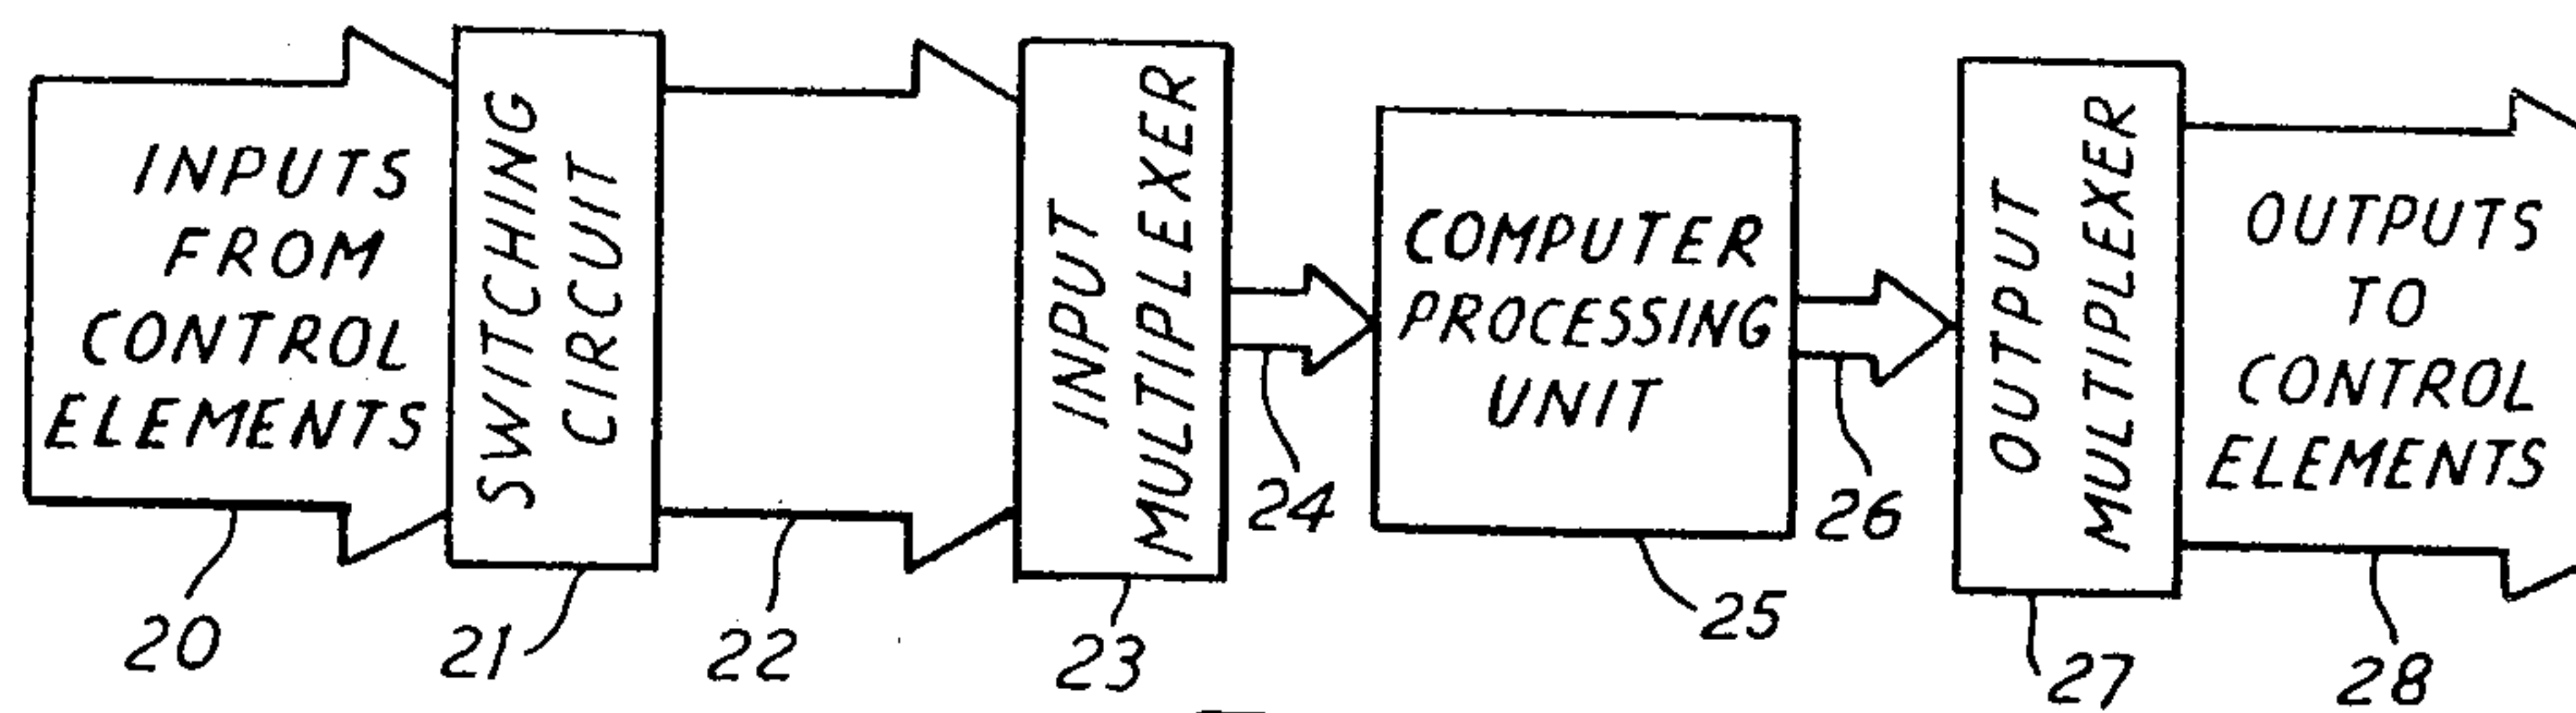 INPUTS
FROM
CONTROL
ELEMENTS
SWITCHING
CIRCUIT
INPUT
MULTIPLEXER
COMPUTER
PROCESSING
UNIT
OUTPUT
MULTIPLEXER
OUTPUTS
TO
CONTROL
ELEMENTS
20
21
22
23
24
25
26
27
28